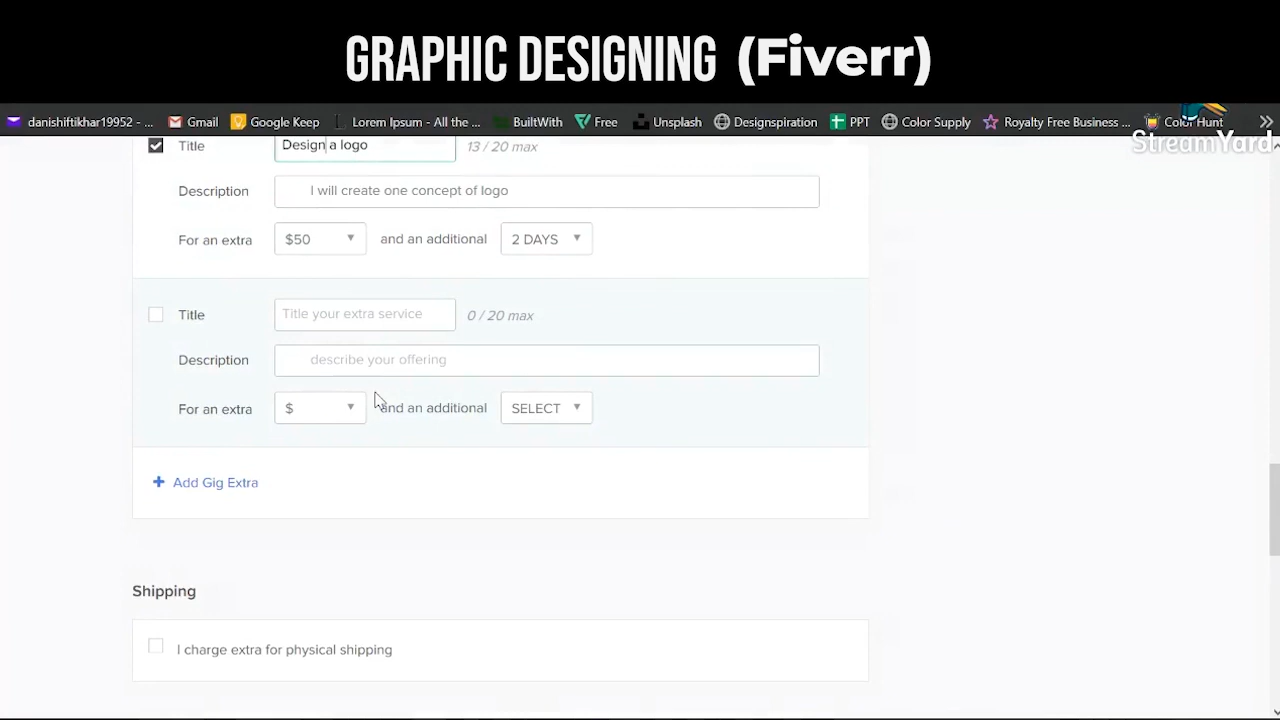 GRAPHIC DESIGNING (Fiverr)
danishiftikhar19952 - ... Gmail Google Keep Lorem Ipsum - All the ... BuiltWith Free Unsplash Designspiration PPT Color Supply Royalty Free Business ... Color Hunt »
StreamYard
Title Design a logo 13 / 20 max
Description I will create one concept of logo
For an extra $50 and an additional 2 DAYS
Title Title your extra service 0 / 20 max
Description describe your offering
For an extra $ and an additional SELECT
+ Add Gig Extra
Shipping
I charge extra for physical shipping